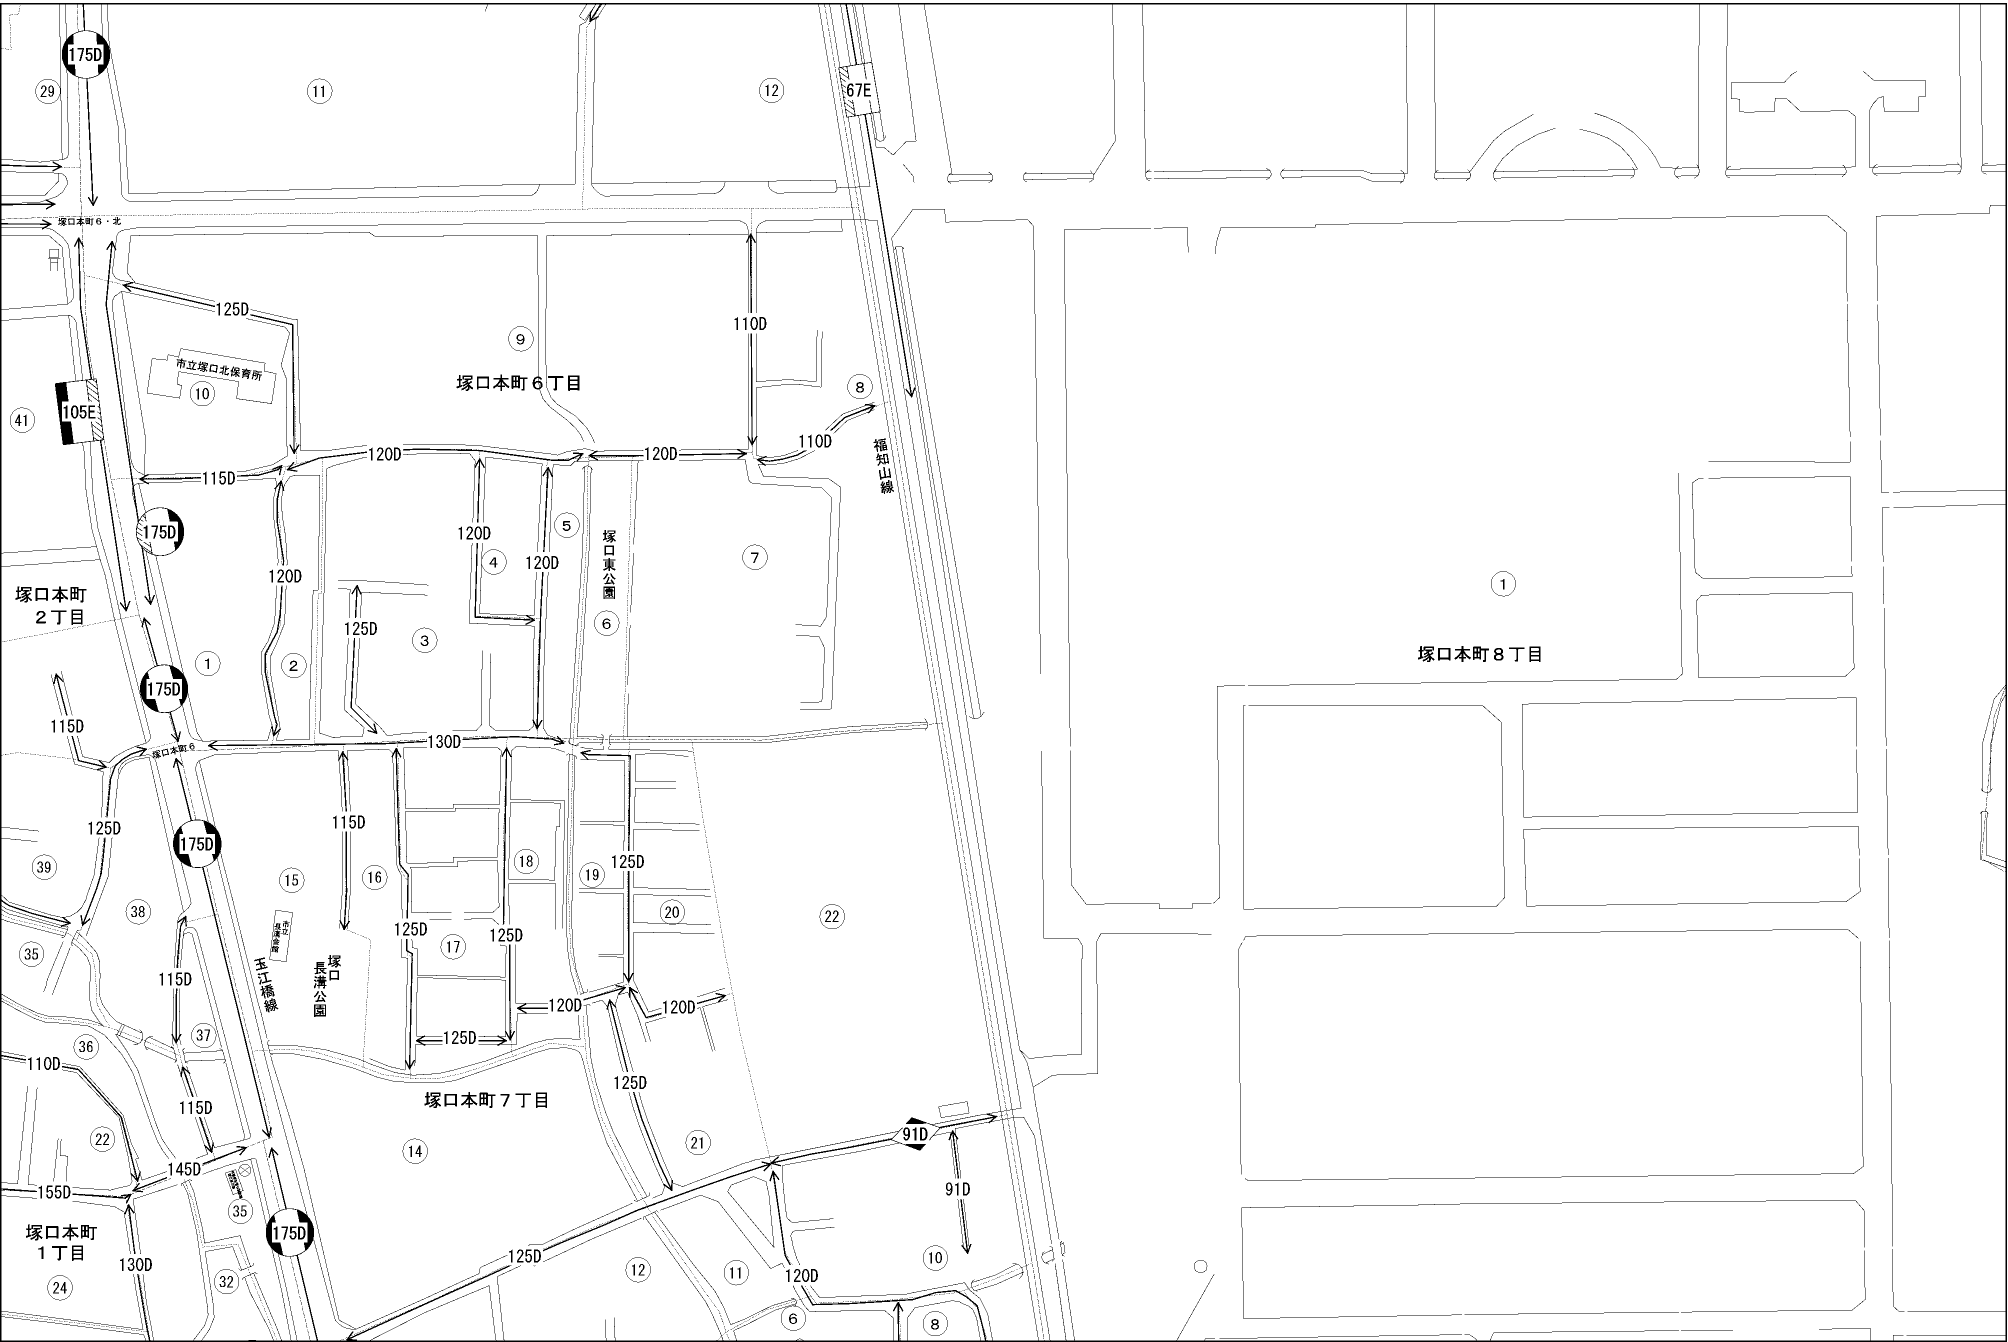 175D
67E
29
11
12
塚口本町６・北
125D
110D
9
市立塚口北保育所
塚口本町６丁目
8
10
105E
41
110D
福知山線
120D
120D
115D
175D
5
120D
塚口東公園
7
4
120D
120D
1
塚口本町
２丁目
6
125D
3
塚口本町８丁目
1
2
175D
115D
130D
塚口本町６
115D
125D
175D
18
125D
39
16
19
15
38
20
22
市立
長溝会館
125D
125D
17
35
塚口
長溝公園
玉江橋線
115D
120D
120D
37
36
125D
110D
125D
塚口本町７丁目
115D
91D
22
21
14
145D
155D
91D
35
175D
塚口本町
１丁目
125D
10
130D
12
11
120D
32
24
6
8